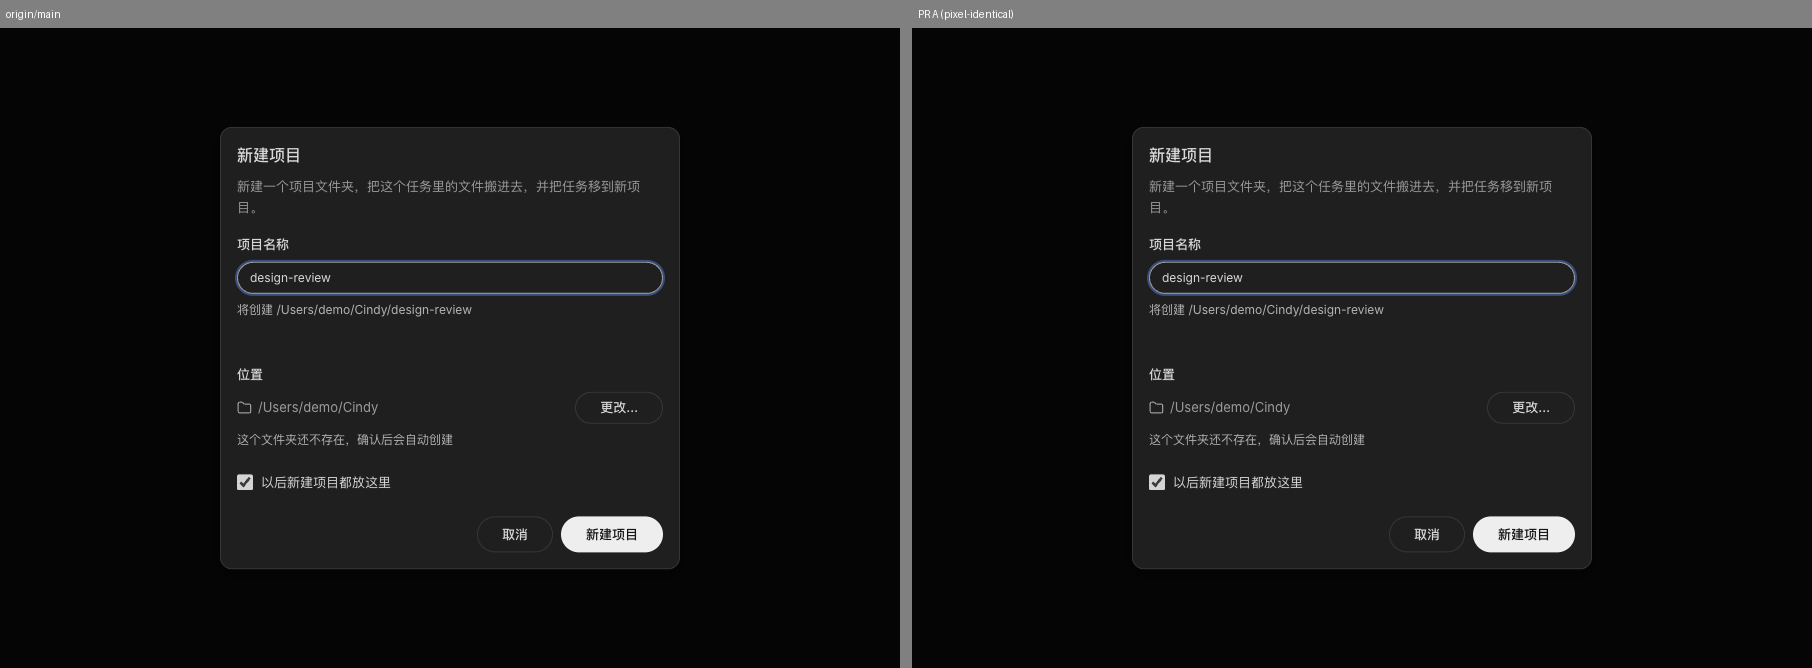 origin/main
新建项目
新建一个项目文件夹，把这个任务里的文件搬进去，并把任务移到新项
目。
项目名称
design-review
将创建 /Users/demo/Cindy/design-review
位置
/Users/demo/Cindy
更改...
这个文件夹还不存在，确认后会自动创建
以后新建项目都放这里
取消
新建项目
PR A (pixel-identical)
新建项目
新建一个项目文件夹，把这个任务里的文件搬进去，并把任务移到新项
目。
项目名称
design-review
将创建 /Users/demo/Cindy/design-review
位置
/Users/demo/Cindy
更改...
这个文件夹还不存在，确认后会自动创建
以后新建项目都放这里
取消
新建项目